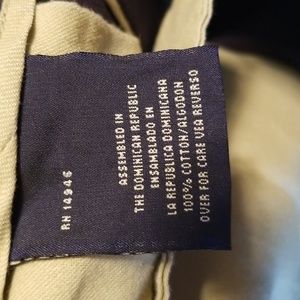 ASSEMBLED IN
THE DOMINICAN REPUBLIC
ENSAMBLADO EN
LA REPUBLICA DOMINICANA
100% COTTON/ALGODON
OVER FOR CARE VEA REVERSO
RN 14946